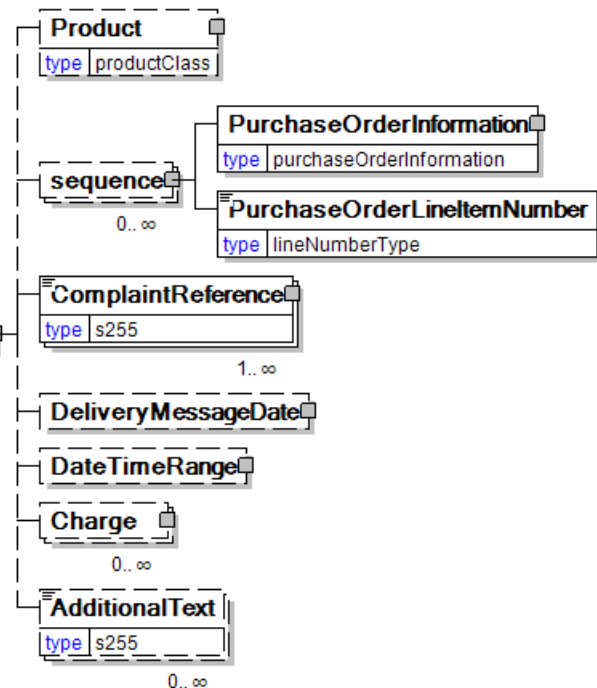 Product
type productClass
PurchaseOrderInformation
type purchaseOrderInformation
sequence
0.. ∞
PurchaseOrderLineItemNumber
type lineNumberType
ComplaintReference
type s255
1.. ∞
DeliveryMessageDate
DateTimeRange
Charge
0.. ∞
AdditionalText
type s255
0.. ∞